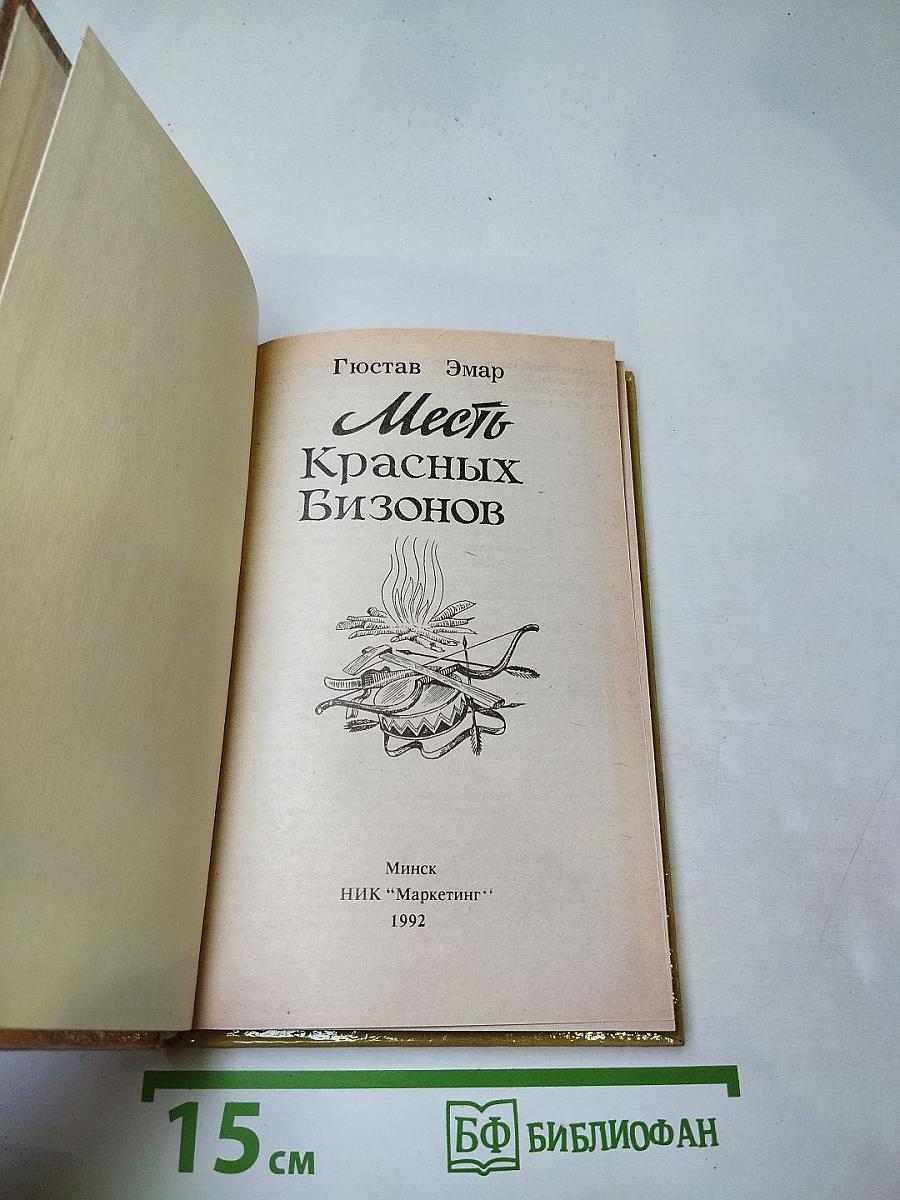 Гюстав Эмар
Месть
Красных
Бизонов
Минск
НИК "Маркетинг"
1992
15 см
БФ БИБЛИОФАН